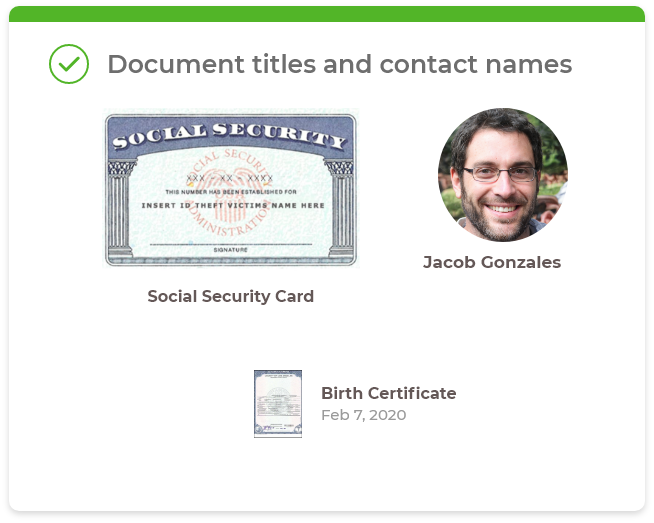 Document titles and contact names
SOCIAL SECURITY
SOCIAL SECURITY
ADMINISTRATION
XXX - XX - XXXX
THIS NUMBER HAS BEEN ESTABLISHED FOR
INSERT ID THEFT VICTIMS NAME HERE
SIGNATURE
Jacob Gonzales
Social Security Card
Birth Certificate
Feb 7, 2020